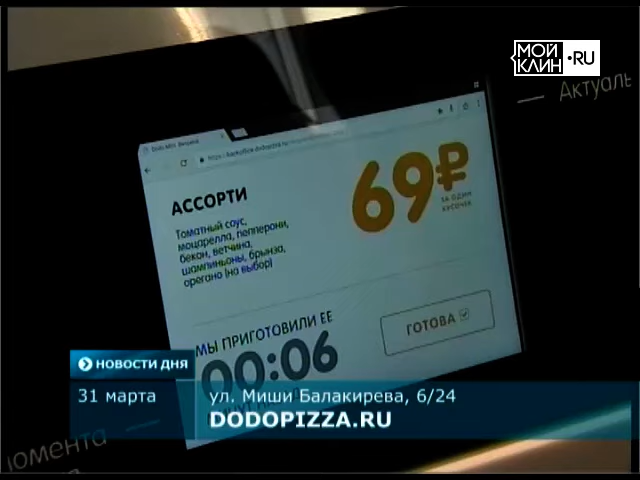 МОЙ
КЛИН .RU
Актуаль
АССОРТИ
69₽
ЗА ОДИН
КУСОЧЕК
Томатный соус,
моцарелла, пепперони,
бекон, ветчина,
шампиньоны, брынза,
орегано (на выбор)
МЫ ПРИГОТОВИЛИ ЕЕ
00:06
ГОТОВА
НОВОСТИ ДНЯ
31 марта
ул. Миши Балакирева, 6/24
DODOPIZZA.RU
момента